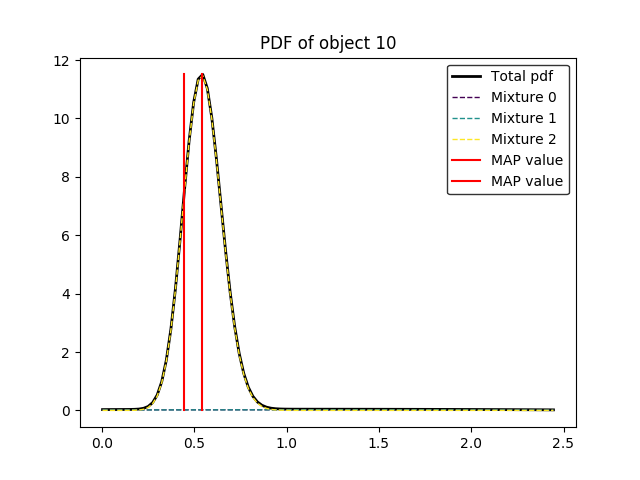 PDF of object 10
12
10
8
6
4
2
0
0.0 0.5 1.0 1.5 2.0 2.5
Total pdf
Mixture 0
Mixture 1
Mixture 2
MAP value
MAP value